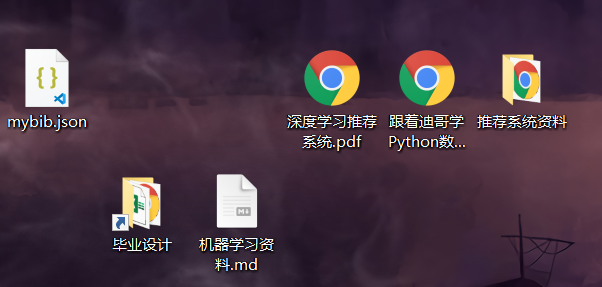 mybib.json
深度学习推荐
系统.pdf
跟着迪哥学
Python数...
推荐系统资料
毕业设计
机器学习资
料.md